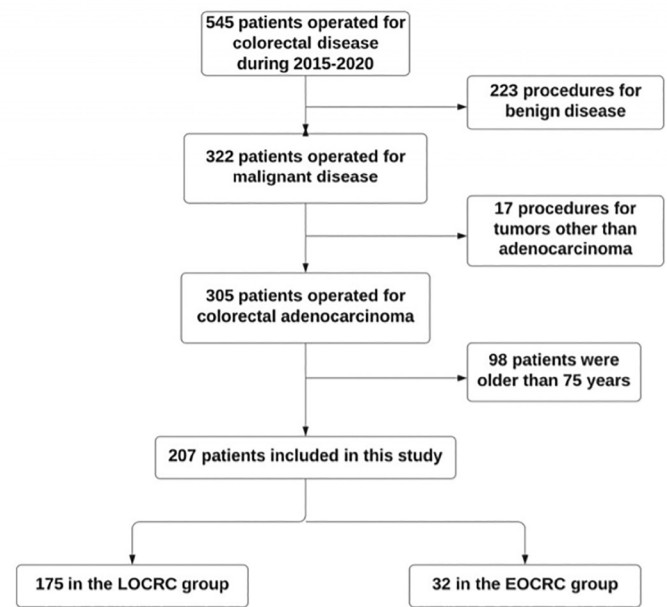 545 patients operated for
colorectal disease
during 2015-2020
223 procedures for
benign disease
322 patients operated for
malignant disease
17 procedures for
tumors other than
adenocarcinoma
305 patients operated for
colorectal adenocarcinoma
98 patients were
older than 75 years
207 patients included in this study
175 in the LOCRC group
32 in the EOCRC group